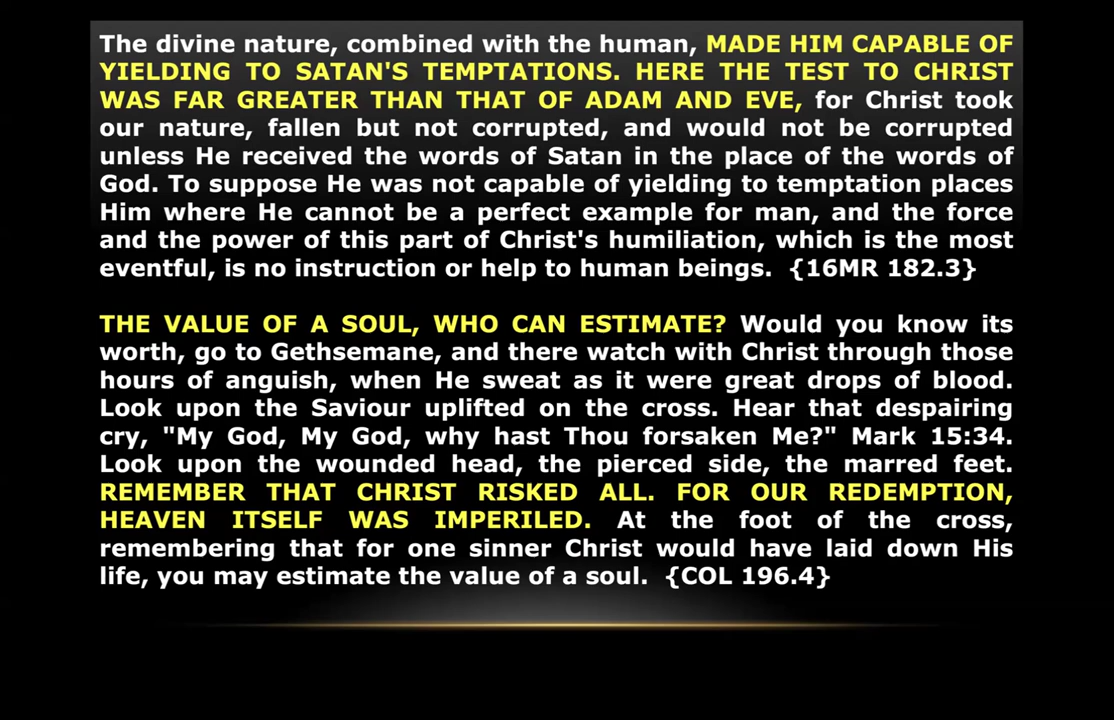 The divine nature, combined with the human, MADE HIM CAPABLE OF
YIELDING TO SATAN'S TEMPTATIONS. HERE THE TEST TO CHRIST
WAS FAR GREATER THAN THAT OF ADAM AND EVE, for Christ took
our nature, fallen but not corrupted, and would not be corrupted
unless He received the words of Satan in the place of the words of
God. To suppose He was not capable of yielding to temptation places
Him where He cannot be a perfect example for man, and the force
and the power of this part of Christ's humiliation, which is the most
eventful, is no instruction or help to human beings. {16MR 182.3}
THE VALUE OF A SOUL, WHO CAN ESTIMATE? Would you know its
worth, go to Gethsemane, and there watch with Christ through those
hours of anguish, when He sweat as it were great drops of blood.
Look upon the Saviour uplifted on the cross. Hear that despairing
cry, "My God, My God, why hast Thou forsaken Me?" Mark 15:34.
Look upon the wounded head, the pierced side, the marred feet.
REMEMBER THAT CHRIST RISKED ALL. FOR OUR REDEMPTION,
HEAVEN ITSELF WAS IMPERILED. At the foot of the cross,
remembering that for one sinner Christ would have laid down His
life, you may estimate the value of a soul. {COL 196.4}